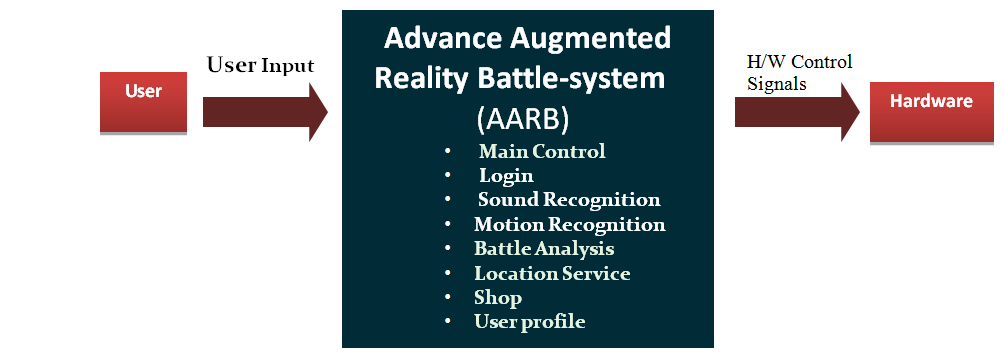 Advance Augmented
Reality Battle-system
(AARB)
User Input
User
H/W Control
Signals
Hardware
• Main Control
• Login
• Sound Recognition
• Motion Recognition
• Battle Analysis
• Location Service
• Shop
• User profile